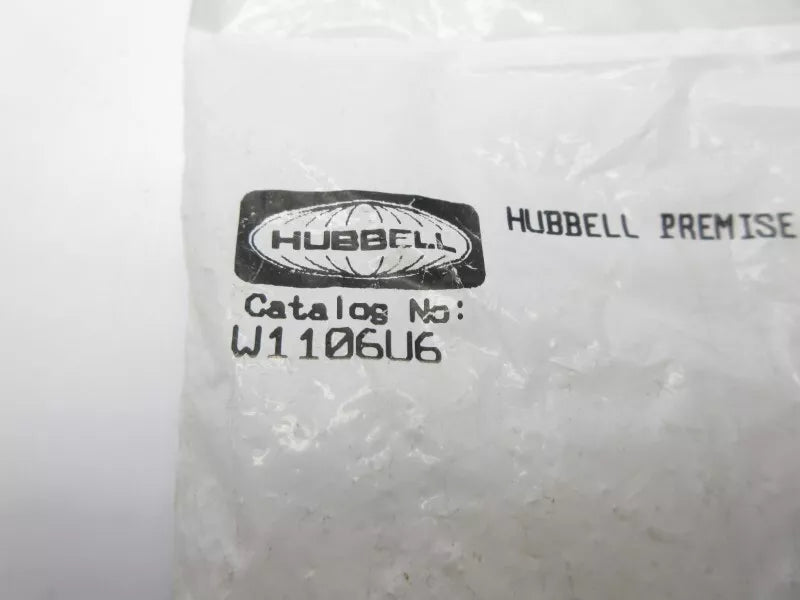 HUBBELL
HUBBELL PREMISE
Catalog No:
W1106U6